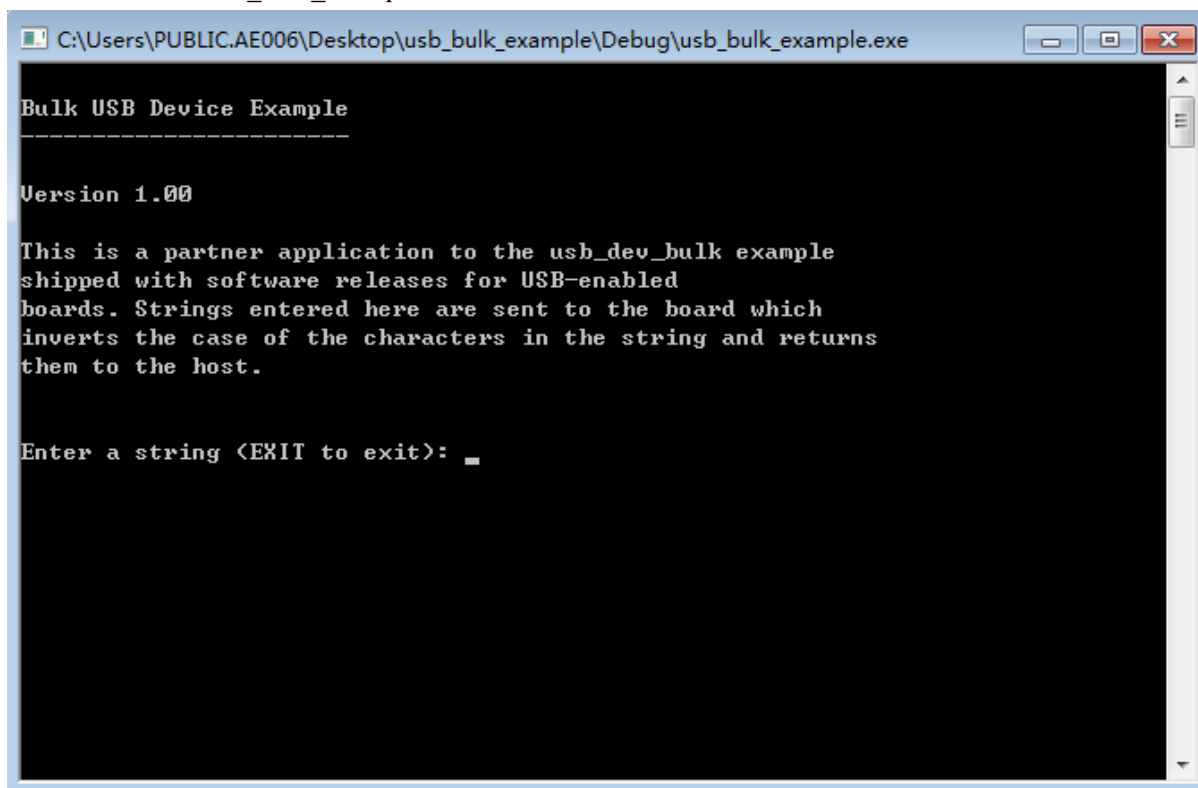 C:\Users\PUBLIC.AE006\Desktop\usb_bulk_example\Debug\usb_bulk_example.exe
Bulk USB Device Example
------------------------
Version 1.00
This is a partner application to the usb_dev_bulk example
shipped with software releases for USB-enabled
boards. Strings entered here are sent to the board which
inverts the case of the characters in the string and returns
them to the host.
Enter a string (EXIT to exit): _